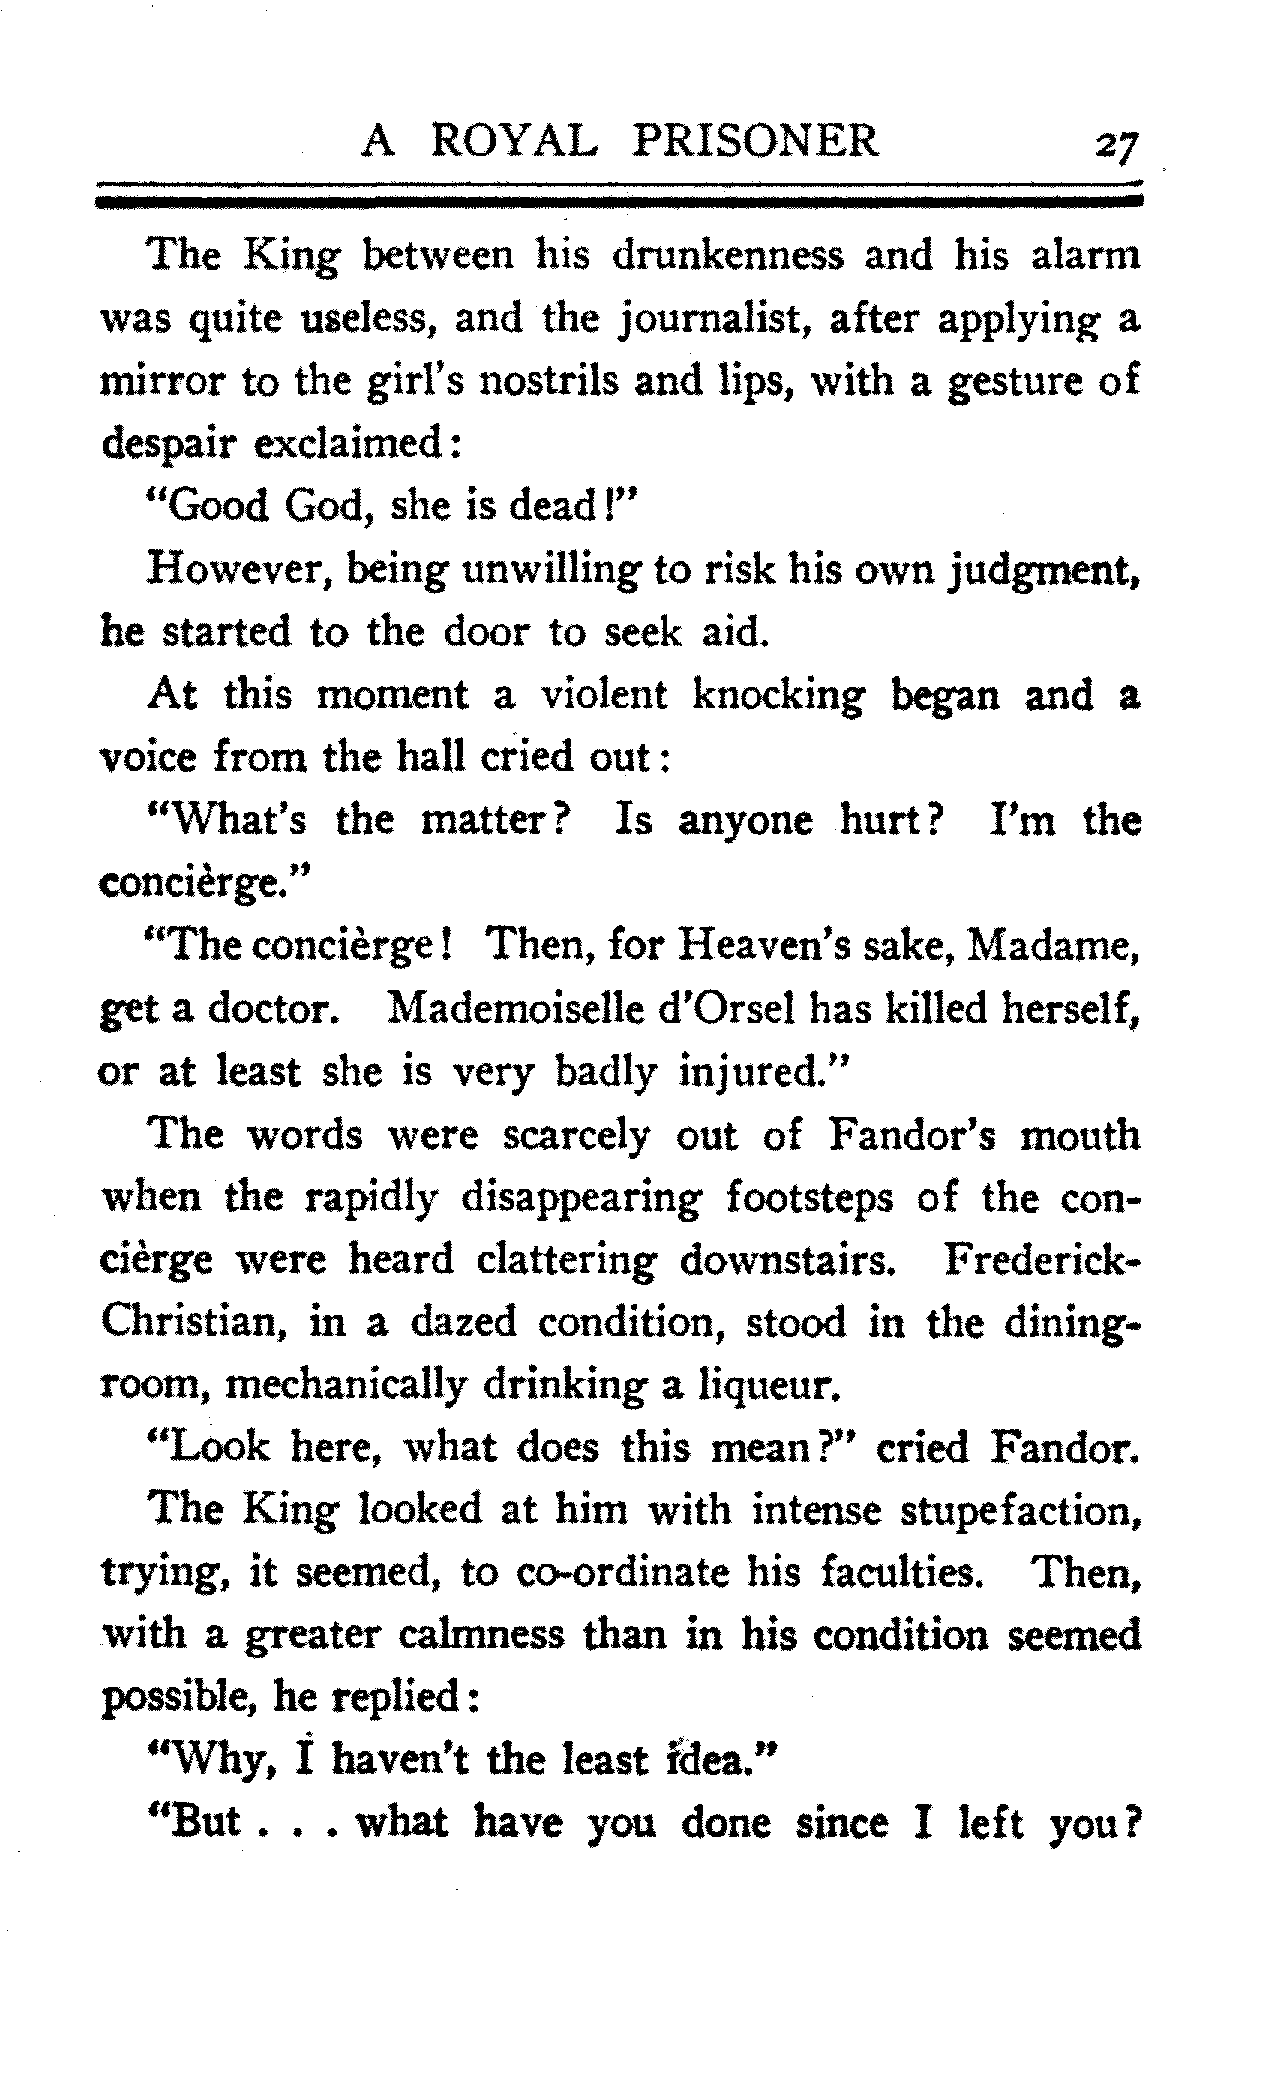 A ROYAL PRISONER 27
The King between his drunkenness and his alarm
was quite useless, and the journalist, after applying a
mirror to the girl's nostrils and lips, with a gesture of
despair exclaimed:
"Good God, she is dead!"
However, being unwilling to risk his own judgment,
he started to the door to seek aid.
At this moment a violent knocking began and a
voice from the hall cried out:
"What's the matter? Is anyone hurt? I'm the
concièrge."
"The concièrge! Then, for Heaven's sake, Madame,
get a doctor. Mademoiselle d'Orsel has killed herself,
or at least she is very badly injured."
The words were scarcely out of Fandor's mouth
when the rapidly disappearing footsteps of the con-
cièrge were heard clattering downstairs. Frederick-
Christian, in a dazed condition, stood in the dining-
room, mechanically drinking a liqueur.
"Look here, what does this mean?" cried Fandor.
The King looked at him with intense stupefaction,
trying, it seemed, to co-ordinate his faculties. Then,
with a greater calmness than in his condition seemed
possible, he replied:
"Why, I haven't the least idea."
"But . . . what have you done since I left you?